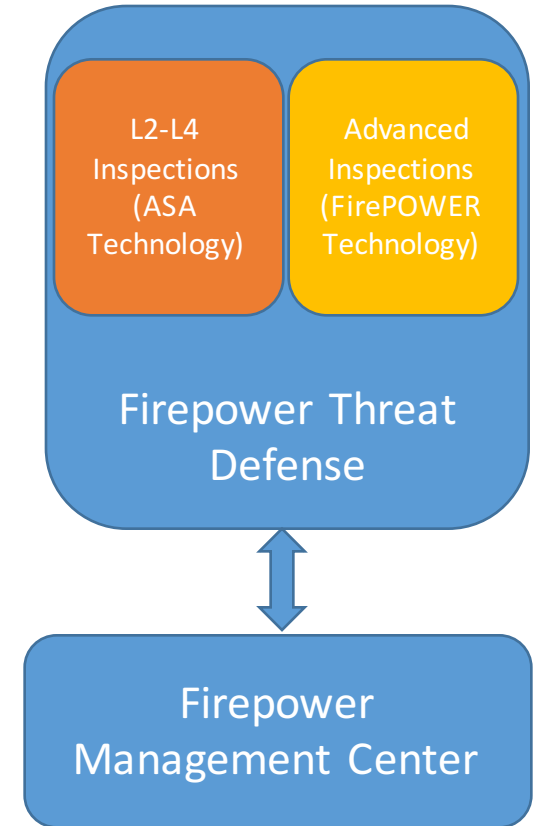 L2-L4
Inspections
(ASA
Technology)
Advanced
Inspections
(FirePOWER
Technology)
Firepower Threat
Defense
Firepower
Management Center